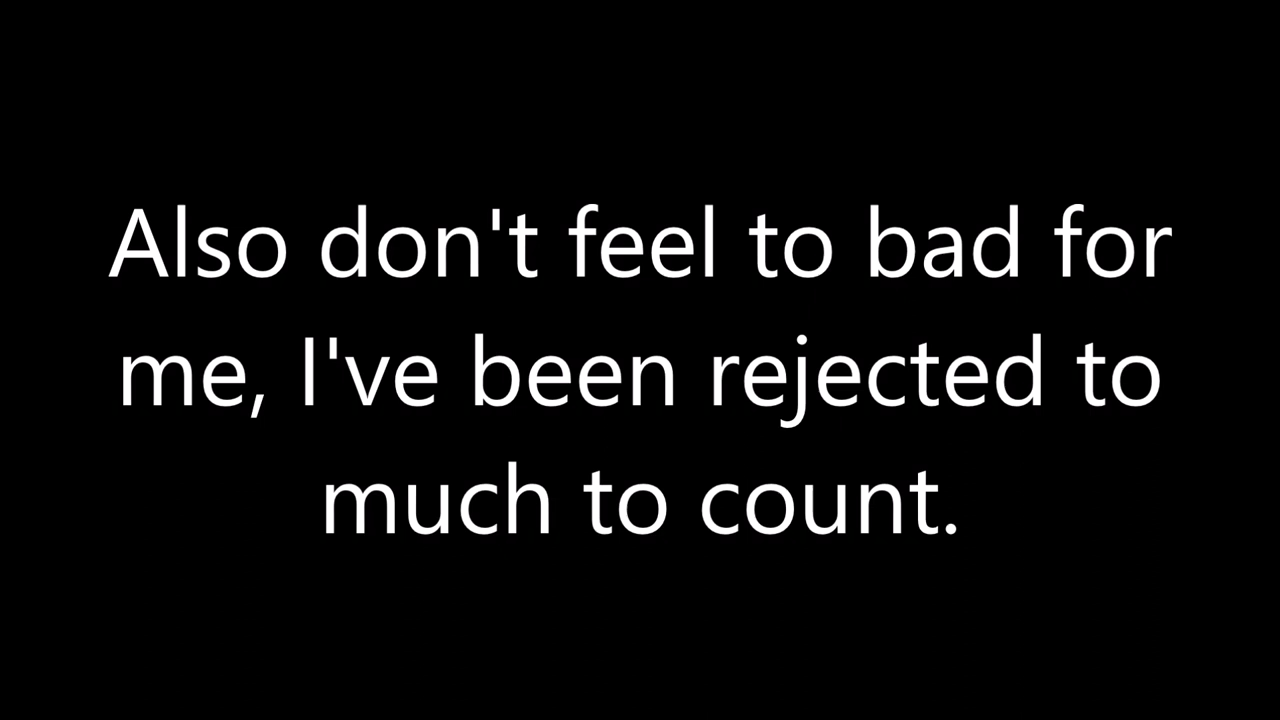 Also don't feel to bad for
me, I've been rejected to
much to count.